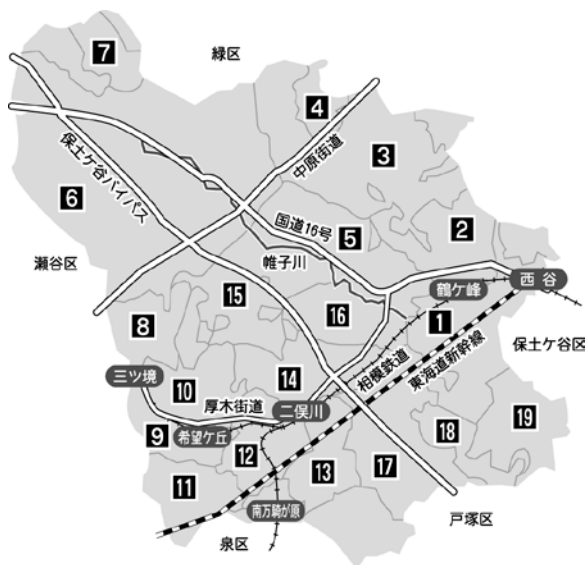 緑区
7
4
中原街道
3
保土ケ谷バイパス
6
国道16号
5
2
帷子川
瀬谷区
西谷
鶴ケ峰
15
16
1
8
保土ケ谷区
相模鉄道
東海道新幹線
三ツ境
10
14
厚木街道
二俣川
19
18
9
希望ケ丘
12
13
17
11
南万騎が原
戸塚区
泉区